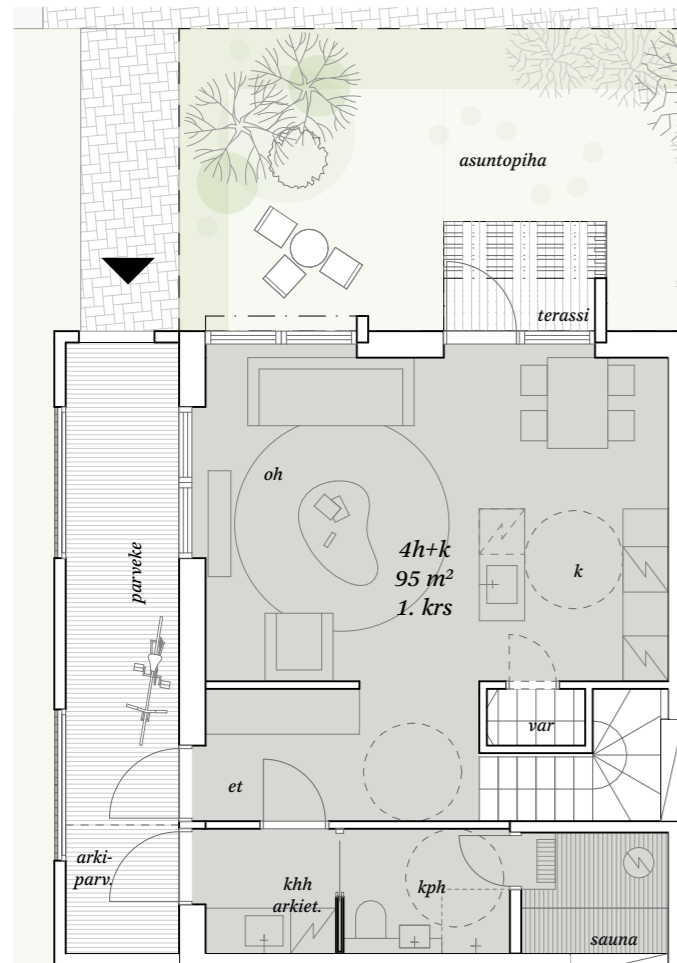 asuntopiha
terassi
oh
parveke
4h+k
95 m²
1. krs
k
var
et
arki-
parv.
khh
arkiet.
kph
sauna